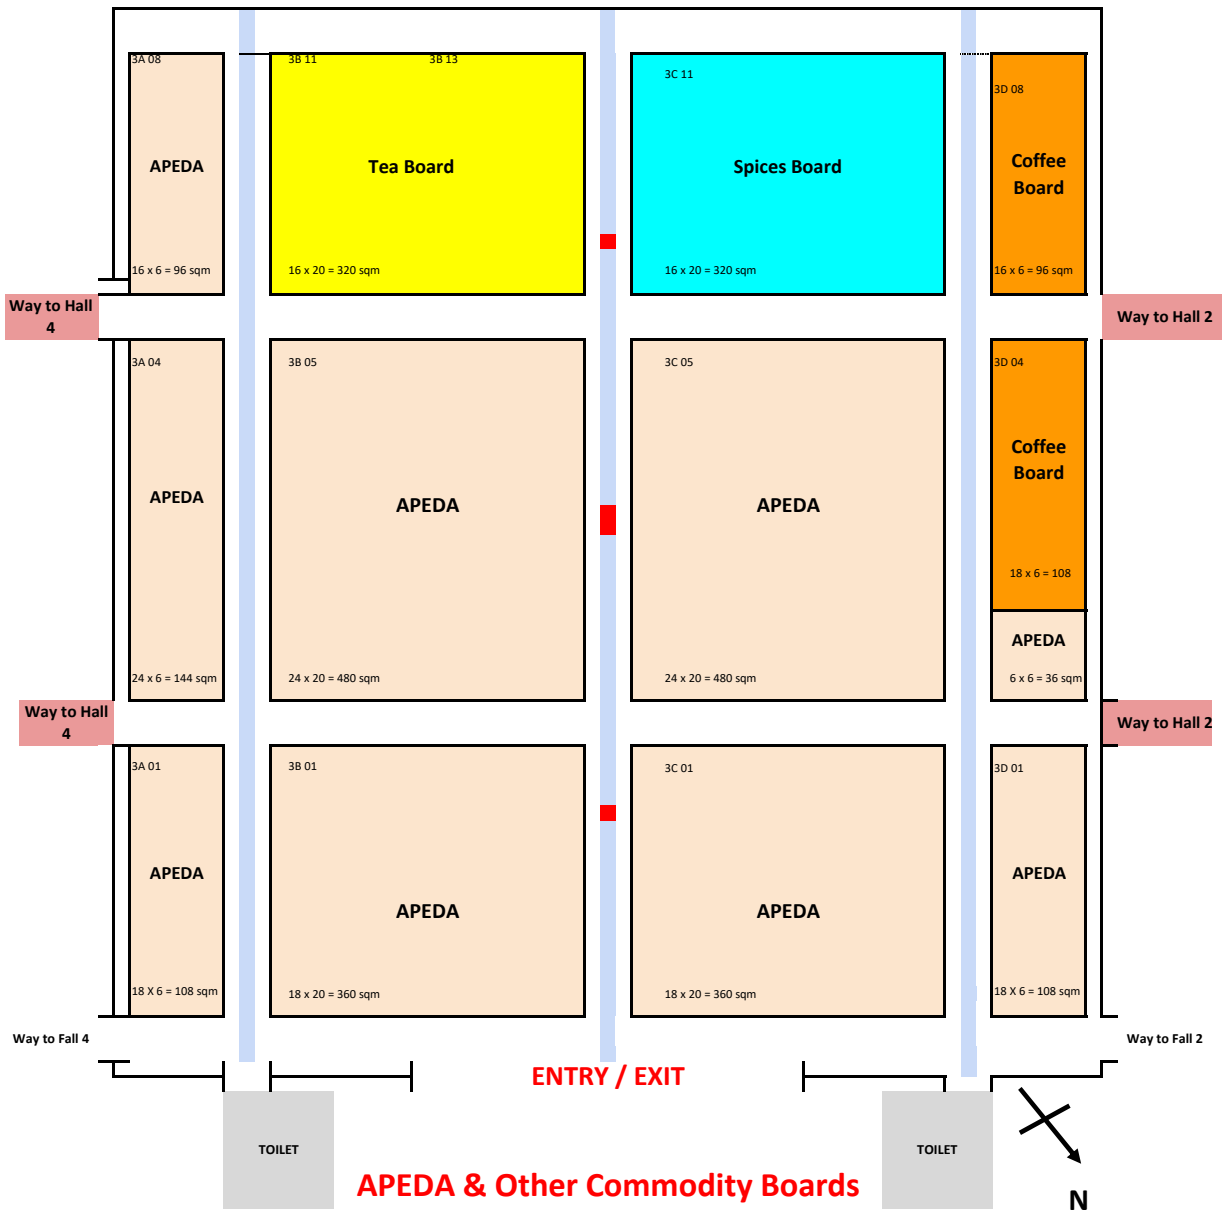 3A 08
3B 11
3B 13
3C 11
3D 08
APEDA
Tea Board
Spices Board
Coffee
Board
16 x 6 = 96 sqm
16 x 20 = 320 sqm
16 x 20 = 320 sqm
16 x 6 = 96 sqm
Way to Hall
4
Way to Hall 2
3A 04
3B 05
3C 05
3D 04
Coffee
Board
APEDA
APEDA
APEDA
18 x 6 = 108
APEDA
24 x 6 = 144 sqm
24 x 20 = 480 sqm
24 x 20 = 480 sqm
6 x 6 = 36 sqm
Way to Hall
4
Way to Hall 2
3A 01
3B 01
3C 01
3D 01
APEDA
APEDA
APEDA
APEDA
18 X 6 = 108 sqm
18 x 20 = 360 sqm
18 x 20 = 360 sqm
18 X 6 = 108 sqm
Way to Fall 4
Way to Fall 2
ENTRY / EXIT
TOILET
TOILET
APEDA & Other Commodity Boards
N